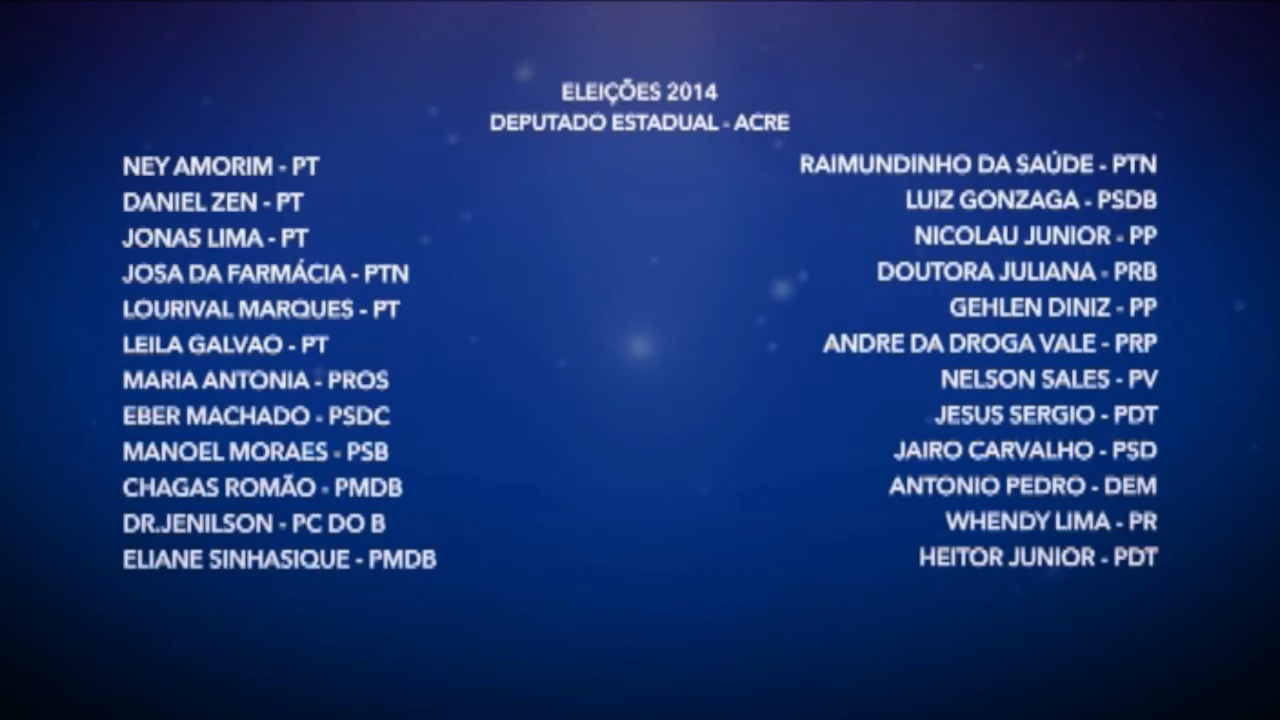 ELEIÇÕES 2014
DEPUTADO ESTADUAL - ACRE
NEY AMORIM - PT
DANIEL ZEN - PT
JONAS LIMA - PT
JOSA DA FARMÁCIA - PTN
LOURIVAL MARQUES - PT
LEILA GALVAO - PT
MARIA ANTONIA - PROS
EBER MACHADO - PSDC
MANOEL MORAES - PSB
CHAGAS ROMÃO - PMDB
DR.JENILSON - PC DO B
ELIANE SINHASIQUE - PMDB
RAIMUNDINHO DA SAÚDE - PTN
LUIZ GONZAGA - PSDB
NICOLAU JUNIOR - PP
DOUTORA JULIANA - PRB
GEHLEN DINIZ - PP
ANDRE DA DROGA VALE - PRP
NELSON SALES - PV
JESUS SERGIO - PDT
JAIRO CARVALHO - PSD
ANTONIO PEDRO - DEM
WHENDY LIMA - PR
HEITOR JUNIOR - PDT